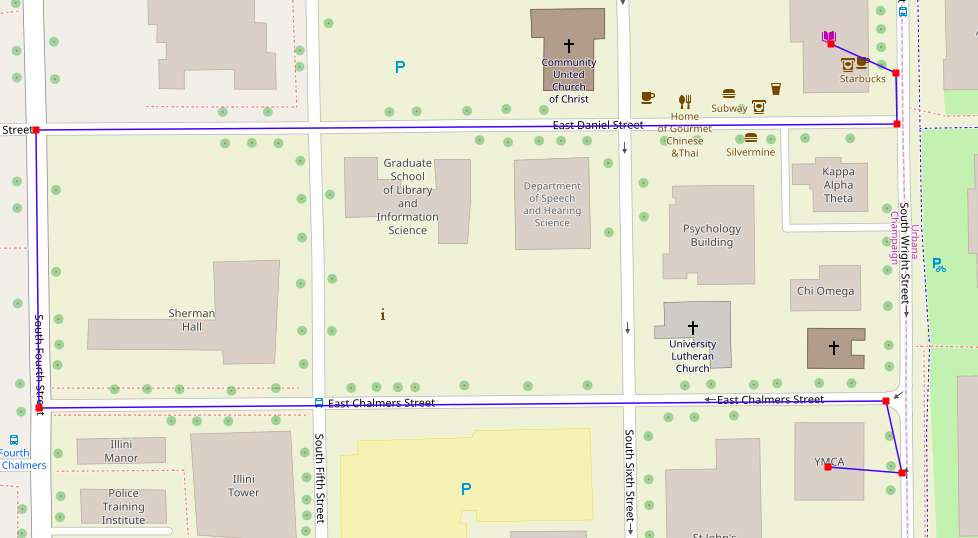 Community
United
Church
of Christ
Starbucks
Subway
Street
East Daniel Street
Home
of Gourmet
Chinese
&Thai
Silvermine
Graduate
School
of Library
and
Information
Science
Department
of Speech
and Hearing
Science
Kappa
Alpha
Theta
Psychology
Building
South Wright Street
Urbana
Champaign
Chi Omega
Sherman
Hall
University
Lutheran
Church
South Fourth Street
East Chalmers Street
East Chalmers Street
Fourth
Chalmers
Illini
Manor
Illini
Tower
Police
Training
Institute
South Fifth Street
South Sixth Street
YMCA
St John's